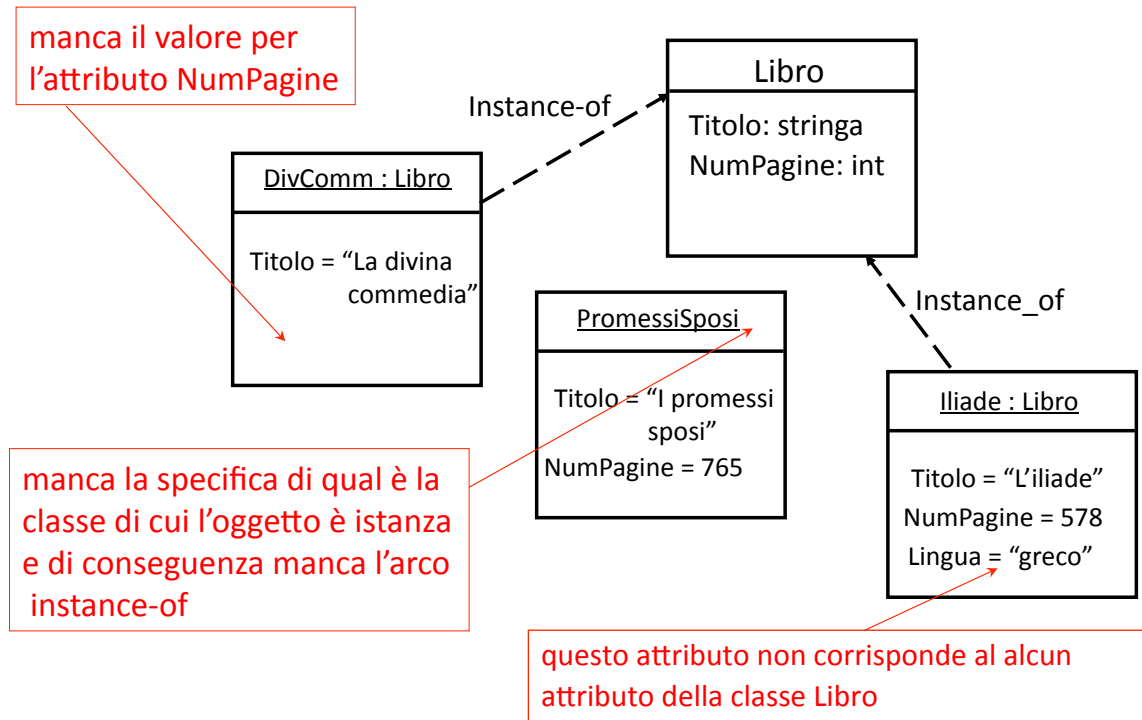 manca il valore per
l'attributo NumPagine
Libro
Titolo: stringa
NumPagine: int
Instance-of
DivComm : Libro
Titolo = “La divina
commedia”
PromessiSposi
Titolo = “I promessi
sposi”
NumPagine = 765
Instance_of
Iliade : Libro
Titolo = “L’iliade”
NumPagine = 578
Lingua = “greco”
manca la specifica di qual è la
classe di cui l’oggetto è istanza
e di conseguenza manca l’arco
instance-of
questo attributo non corrisponde al alcun
attributo della classe Libro